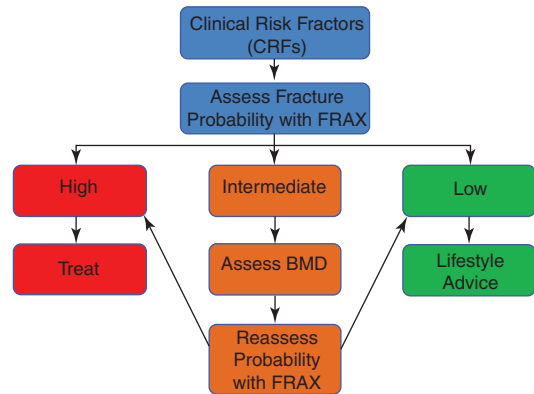 Clinical Risk Fractors
(CRFs)
Assess Fracture
Probability with FRAX
High
Intermediate
Low
Treat
Assess BMD
Lifestyle
Advice
Reassess
Probability
with FRAX